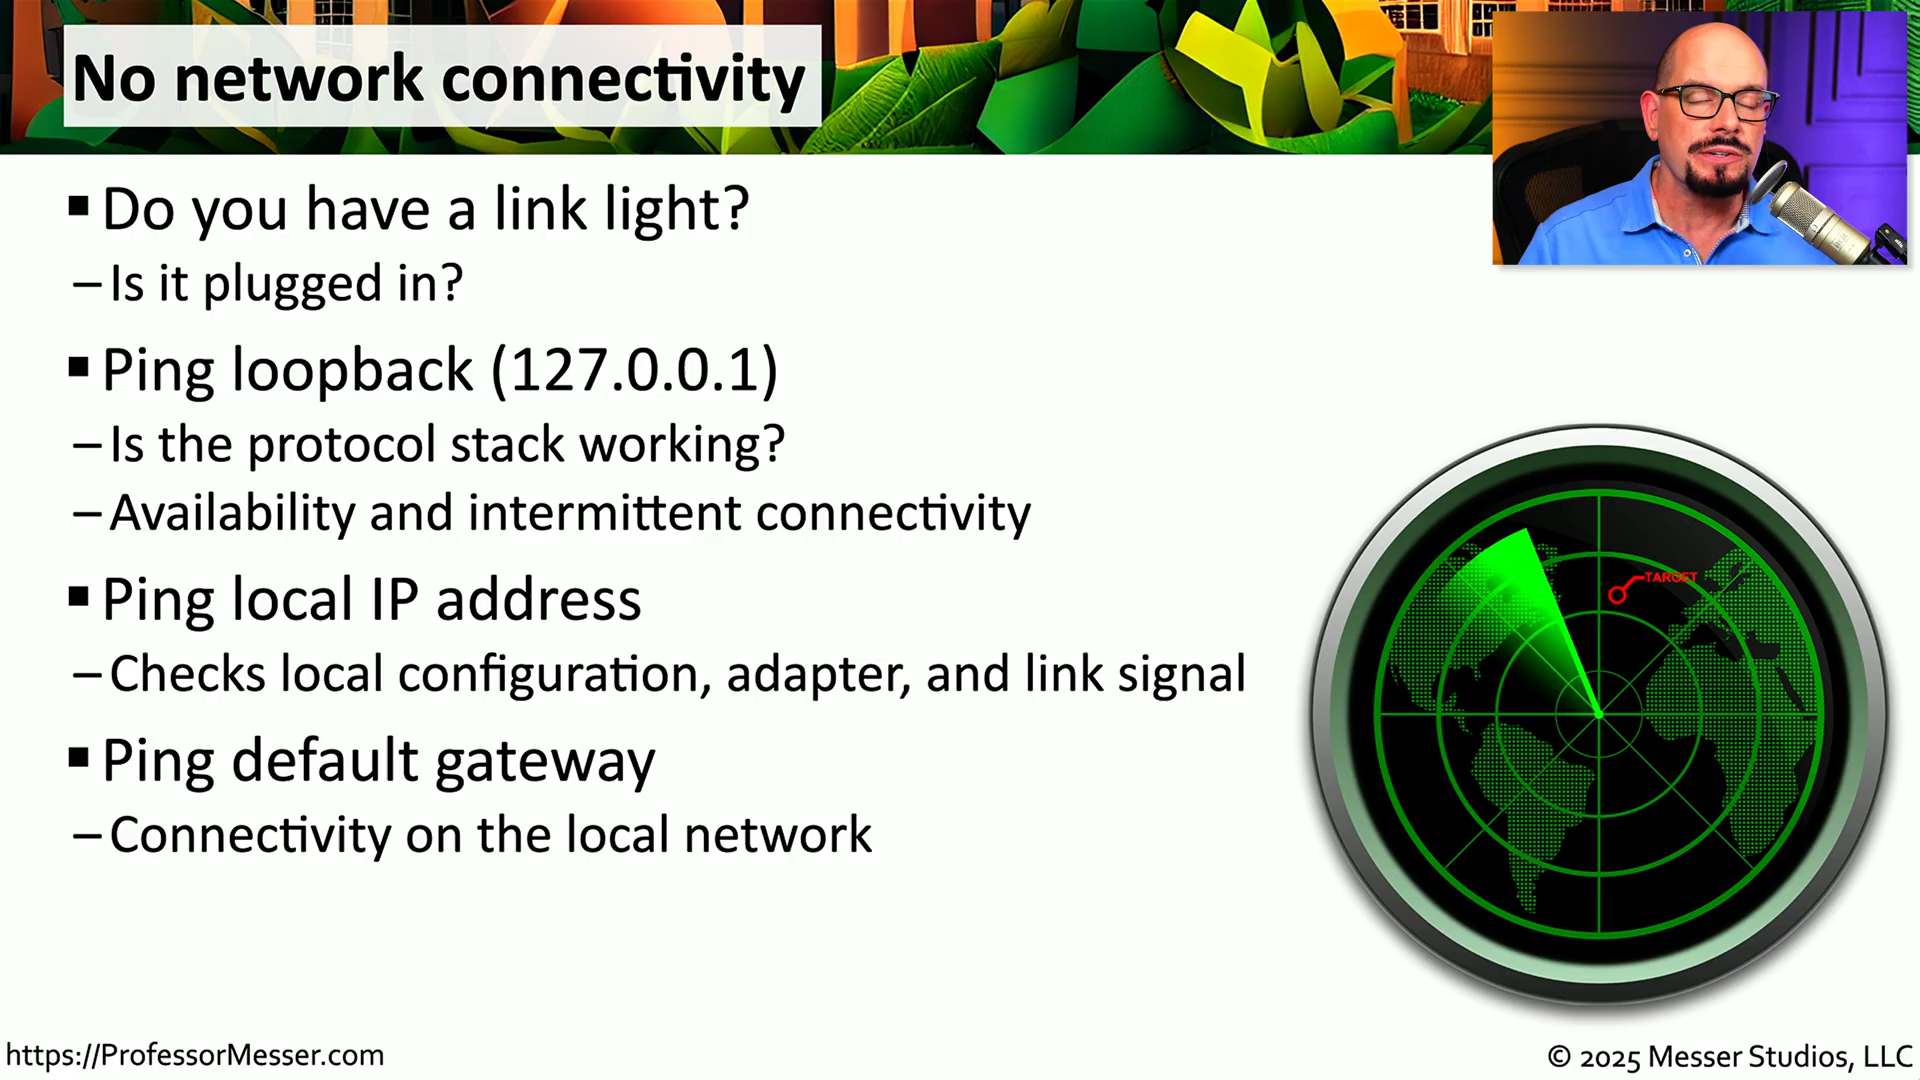 No network connectivity
▪ Do you have a link light?
– Is it plugged in?
▪ Ping loopback (127.0.0.1)
– Is the protocol stack working?
– Availability and intermittent connectivity
▪ Ping local IP address
– Checks local configuration, adapter, and link signal
▪ Ping default gateway
– Connectivity on the local network
TARGET
https://ProfessorMesser.com
© 2025 Messer Studios, LLC